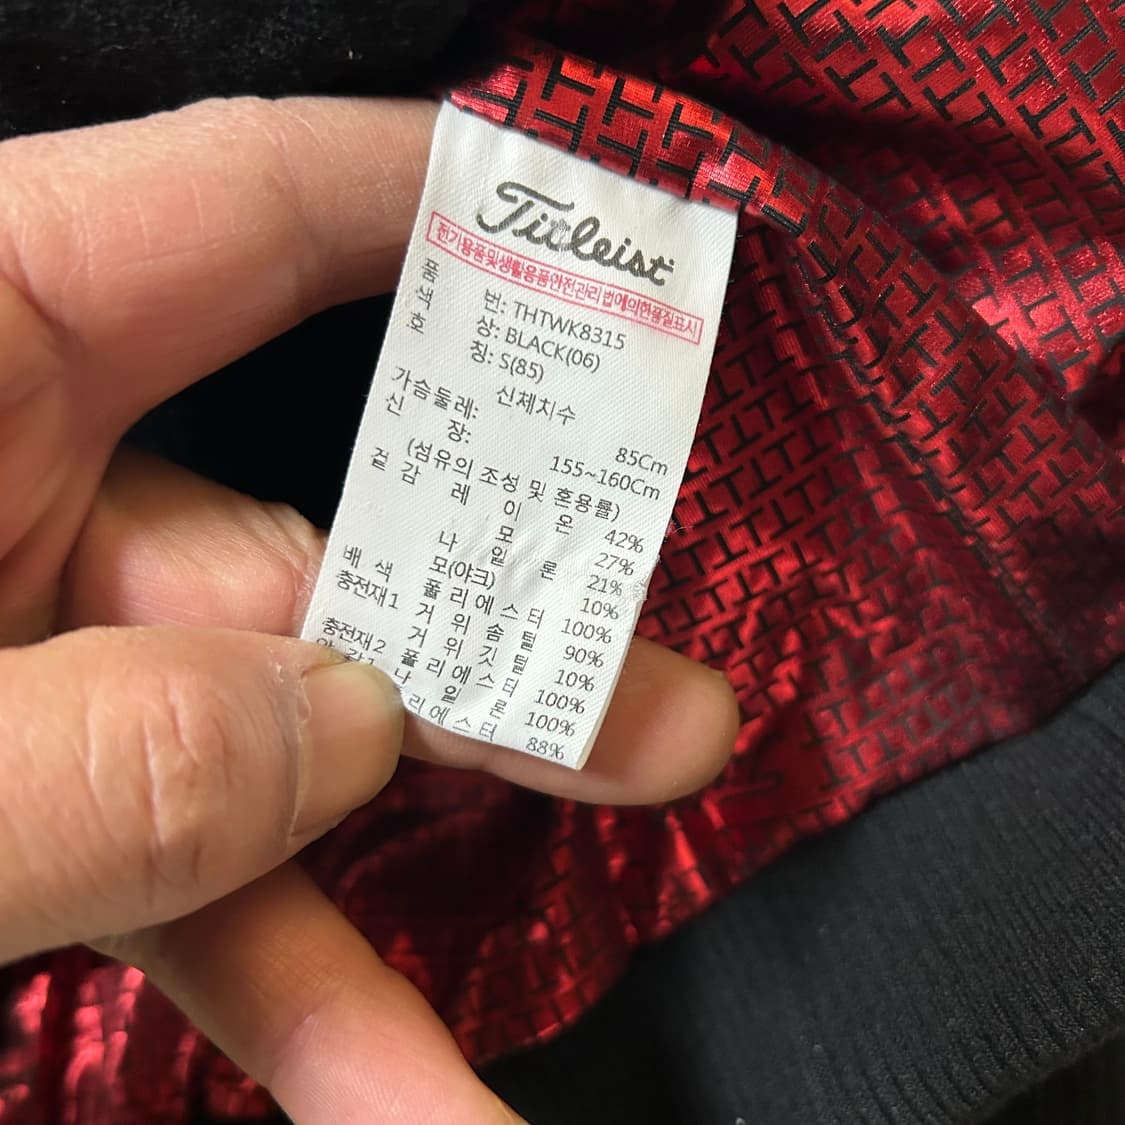 Titleist
전기용품및생활용품안전관리법에의한품질표시
품 번: THTWK8315
색 상: BLACK(06)
호 칭: S(85)
신체치수
가슴둘레: 85Cm
신 장: 155~160Cm
(섬유의 조성 및 혼용률)
겉 감 레 이 온 42%
모 27%
나 일 론 21%
모(야크) 10%
배 색 폴 리 에 스 터 100%
충전재1 거 위 솜 털 90%
거 위 깃 털 10%
충전재2 폴 리 에 스 터 100%
안 감1 나 일 론 100%
리 에 스 터 88%